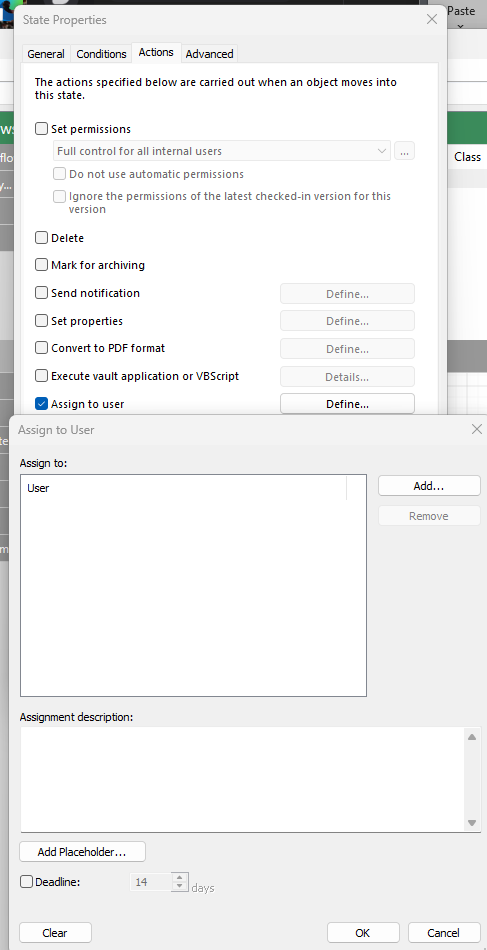 Paste
State Properties
General
Conditions
Actions
Advanced
The actions specified below are carried out when an object moves into
this state.
ws
Set permissions
flo
Full control for all internal users
...
Class
Do not use automatic permissions
y...
Ignore the permissions of the latest checked-in version for this
version
Delete
Mark for archiving
Send notification
Define...
Set properties
Define...
Convert to PDF format
Define...
Execute vault application or VBScript
Details...
Assign to user
Define...
Assign to User
te
Assign to:
User
Add...
Remove
m
Assignment description:
Add Placeholder...
Deadline:
14
days
Clear
OK
Cancel